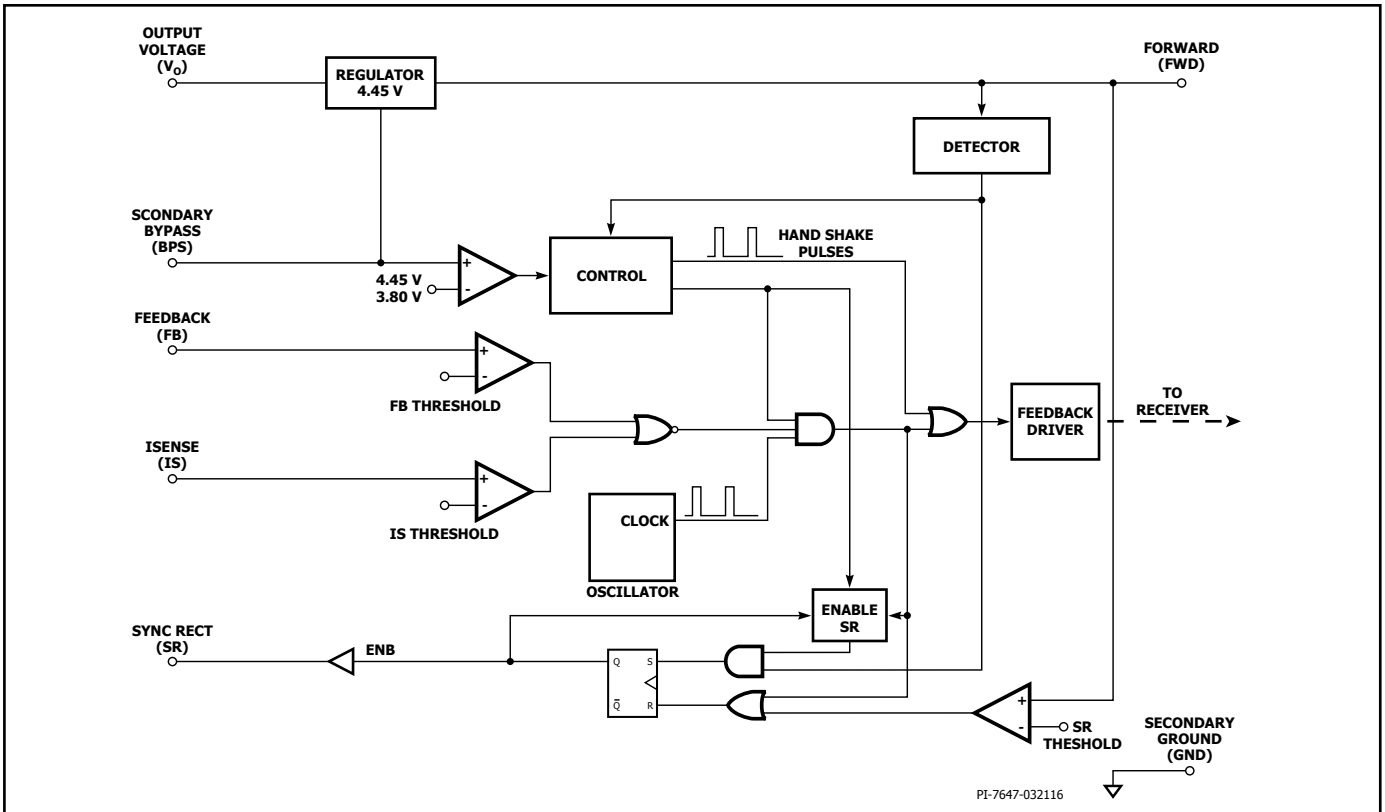 OUTPUT
VOLTAGE
(VO)
REGULATOR
4.45 V
FORWARD
(FWD)
DETECTOR
SCONDARY
BYPASS
(BPS)
+
-
4.45 V
3.80 V
CONTROL
HAND SHAKE
PULSES
FEEDBACK
(FB)
+
-
FB THRESHOLD
FEEDBACK
DRIVER
TO
RECEIVER
ISENSE
(IS)
+
-
IS THRESHOLD
CLOCK
OSCILLATOR
ENABLE
SR
SYNC RECT
(SR)
ENB
Q
S
Q̅
R
+
-
SR
THESHOLD
SECONDARY
GROUND
(GND)
PI-7647-032116